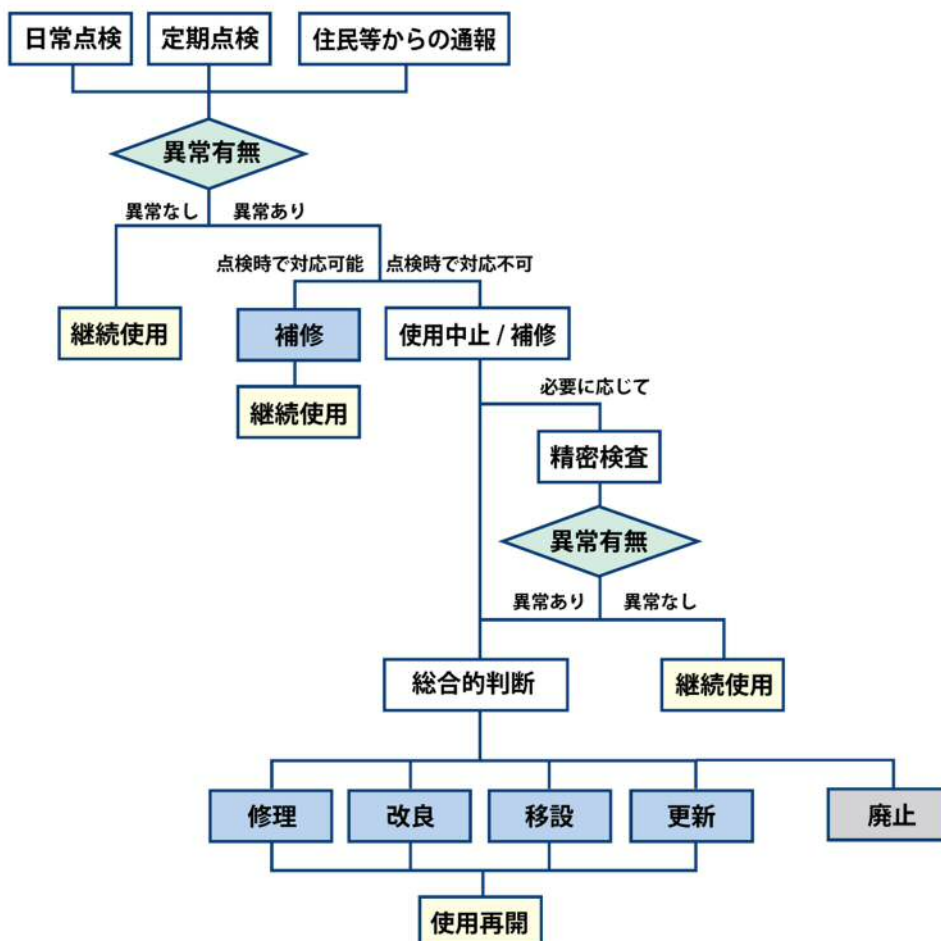 日常点検
定期点検
住民等からの通報
異常有無
異常なし
異常あり
点検時で対応可能
点検時で対応不可
継続使用
補修
使用中止 / 補修
継続使用
必要に応じて
精密検査
異常有無
異常あり
異常なし
総合的判断
継続使用
修理
改良
移設
更新
廃止
使用再開